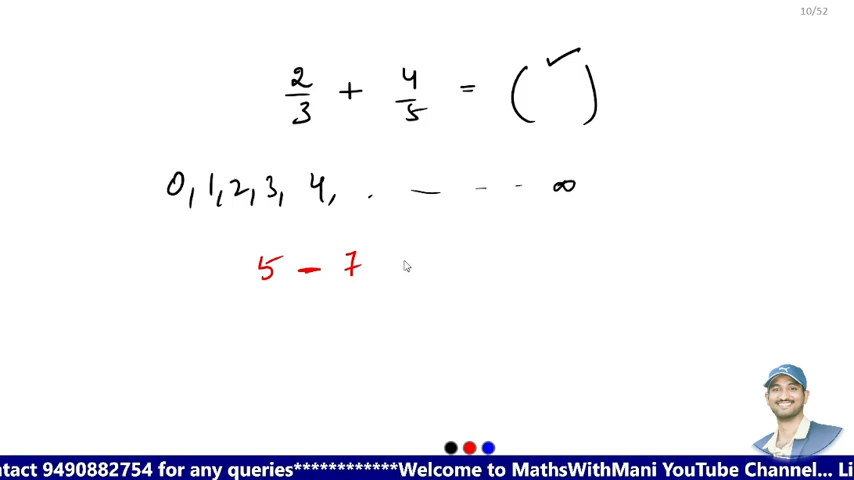 10/52
2/3 + 4/5 = ( ✓ )
0, 1, 2, 3, 4, . — - - ∞
5 - 7
ntact 9490882754 for any queries************Welcome to MathsWithMani YouTube Channel... Li